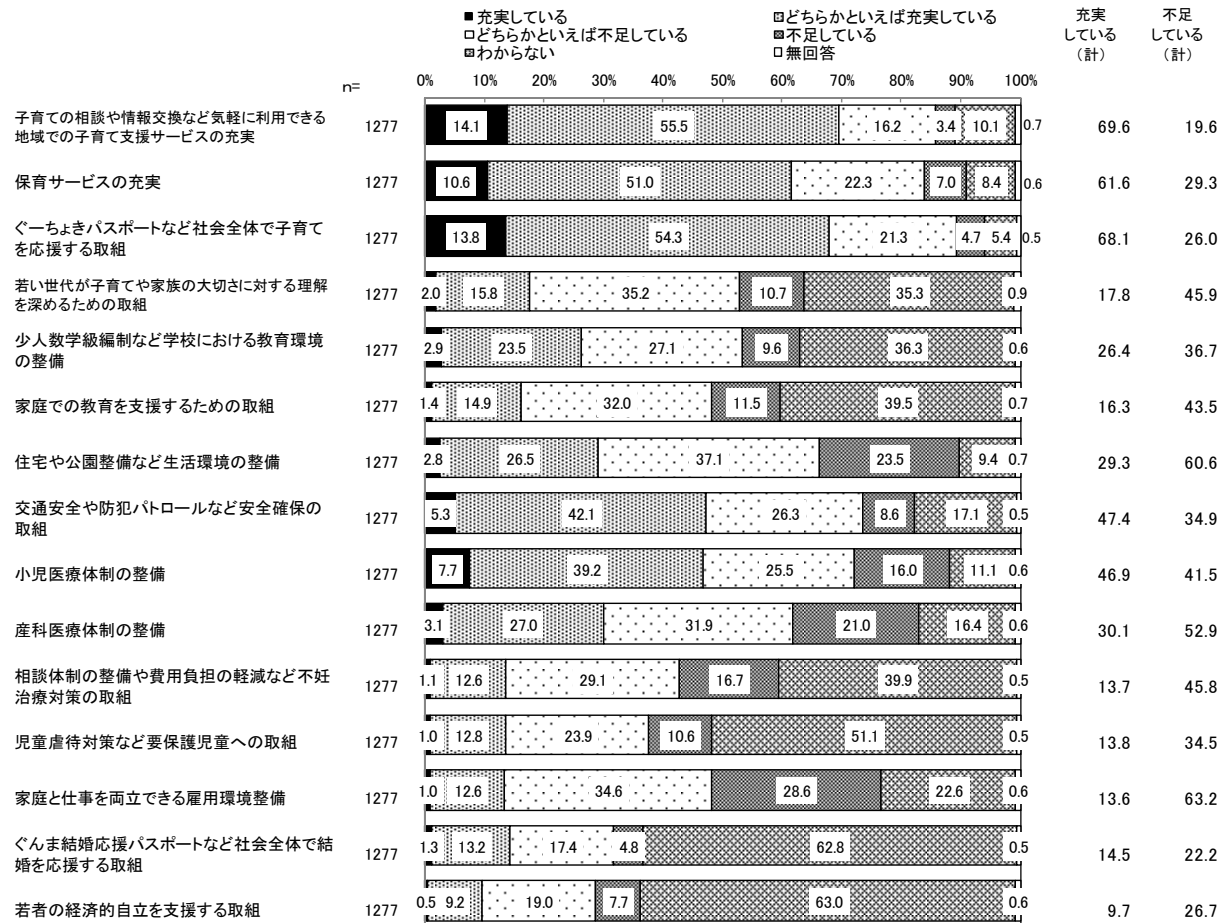 ■充実している ▩どちらかといえば充実している 充実 不足
□どちらかといえば不足している ▩不足している している している
▩わからない □無回答 (計) (計)
n= 0% 10% 20% 30% 40% 50% 60% 70% 80% 90% 100%
子育ての相談や情報交換など気軽に利用できる
地域での子育て支援サービスの充実 1277 14.1 55.5 16.2 3.4 10.1 0.7 69.6 19.6
保育サービスの充実 1277 10.6 51.0 22.3 7.0 8.4 0.6 61.6 29.3
ぐーちょきパスポートなど社会全体で子育て
を応援する取組 1277 13.8 54.3 21.3 4.7 5.4 0.5 68.1 26.0
若い世代が子育てや家族の大切さに対する理解
を深めるための取組 1277 2.0 15.8 35.2 10.7 35.3 0.9 17.8 45.9
少人数学級編制など学校における教育環境
の整備 1277 2.9 23.5 27.1 9.6 36.3 0.6 26.4 36.7
家庭での教育を支援するための取組 1277 1.4 14.9 32.0 11.5 39.5 0.7 16.3 43.5
住宅や公園整備など生活環境の整備 1277 2.8 26.5 37.1 23.5 9.4 0.7 29.3 60.6
交通安全や防犯パトロールなど安全確保の
取組 1277 5.3 42.1 26.3 8.6 17.1 0.5 47.4 34.9
小児医療体制の整備 1277 7.7 39.2 25.5 16.0 11.1 0.6 46.9 41.5
産科医療体制の整備 1277 3.1 27.0 31.9 21.0 16.4 0.6 30.1 52.9
相談体制の整備や費用負担の軽減など不妊
治療対策の取組 1277 1.1 12.6 29.1 16.7 39.9 0.5 13.7 45.8
児童虐待対策など要保護児童への取組 1277 1.0 12.8 23.9 10.6 51.1 0.5 13.8 34.5
家庭と仕事を両立できる雇用環境整備 1277 1.0 12.6 34.6 28.6 22.6 0.6 13.6 63.2
ぐんま結婚応援パスポートなど社会全体で結
婚を応援する取組 1277 1.3 13.2 17.4 4.8 62.8 0.5 14.5 22.2
若者の経済的自立を支援する取組 1277 0.5 9.2 19.0 7.7 63.0 0.6 9.7 26.7